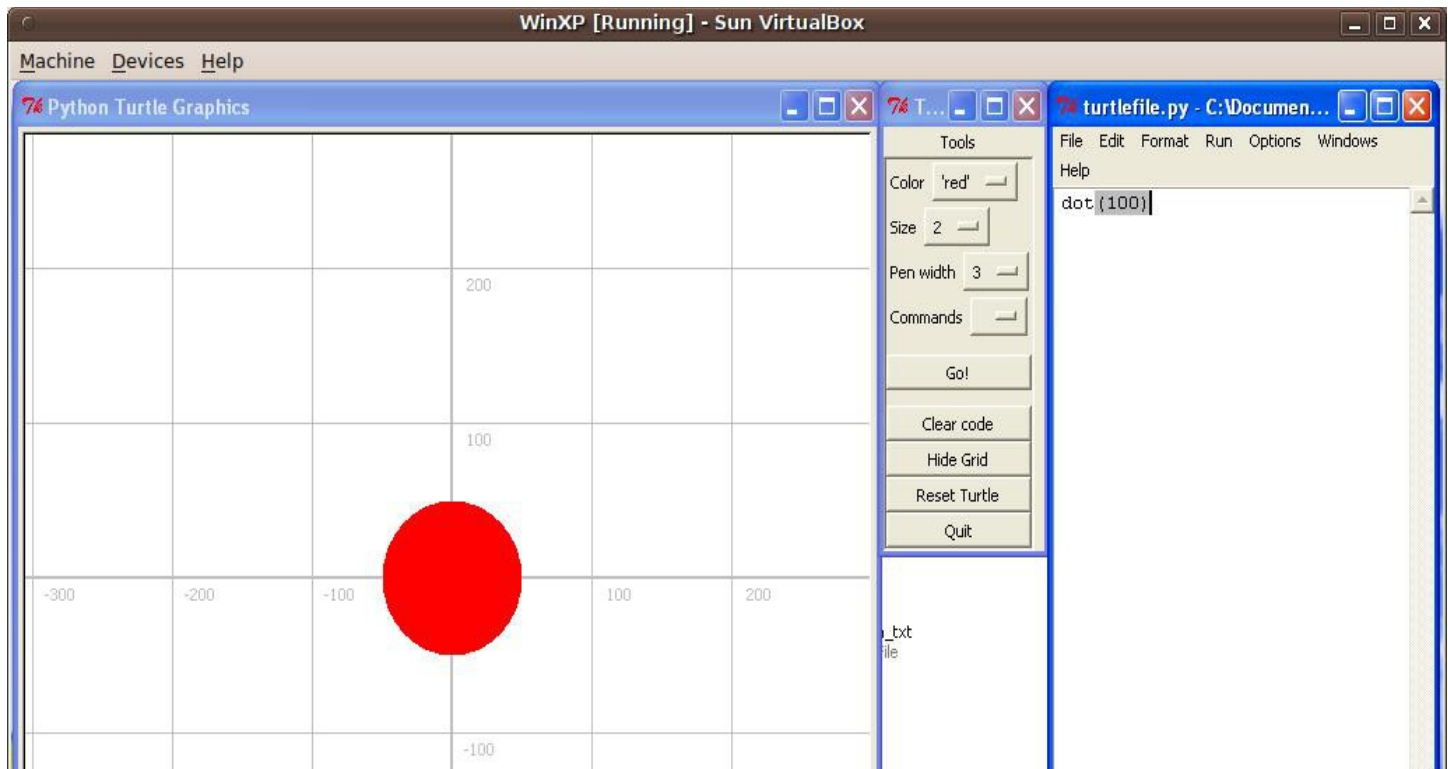 WinXP [Running] - Sun VirtualBox
Machine Devices Help
Python Turtle Graphics
200
100
-300 -200 -100 100 200
-100
T...
Tools
Color 'red'
Size 2
Pen width 3
Commands
Go!
Clear code
Hide Grid
Reset Turtle
Quit
_txt
file
turtlefile.py - C:\Documen...
File Edit Format Run Options Windows
Help
dot(100)